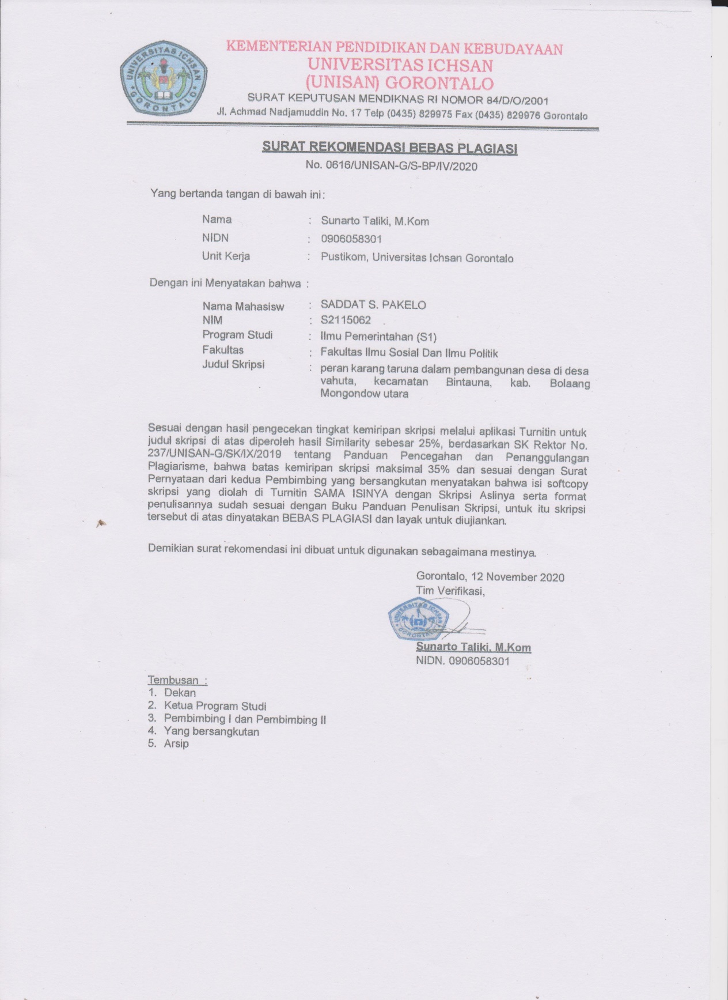 KEMENTERIAN PENDIDIKAN DAN KEBUDAYAAN
UNIVERSITAS ICHSAN
(UNISAN) GORONTALO
SURAT KEPUTUSAN MENDIKNAS RI NOMOR 84/D/O/2001
Jl. Achmad Nadjamuddin No. 17 Telp (0435) 829975 Fax (0435) 829976 Gorontalo
UNIVERSITAS ICHSAN
GORONTALO
SURAT REKOMENDASI BEBAS PLAGIASI
No. 0616/UNISAN-G/S-BP/IV/2020
Yang bertanda tangan di bawah ini :
Nama : Sunarto Taliki, M.Kom
NIDN : 0906058301
Unit Kerja : Pustikom, Universitas Ichsan Gorontalo
Dengan ini Menyatakan bahwa :
Nama Mahasisw : SADDAT S. PAKELO
NIM : S2115062
Program Studi : Ilmu Pemerintahan (S1)
Fakultas : Fakultas Ilmu Sosial Dan Ilmu Politik
Judul Skripsi : peran karang taruna dalam pembangunan desa di desa
vahuta, kecamatan Bintauna, kab. Bolaang
Mongondow utara
Sesuai dengan hasil pengecekan tingkat kemiripan skripsi melalui aplikasi Turnitin untuk
judul skripsi di atas diperoleh hasil Similarity sebesar 25%, berdasarkan SK Rektor No.
237/UNISAN-G/SK/IX/2019 tentang Panduan Pencegahan dan Penanggulangan
Plagiarisme, bahwa batas kemiripan skripsi maksimal 35% dan sesuai dengan Surat
Pernyataan dari kedua Pembimbing yang bersangkutan menyatakan bahwa isi softcopy
skripsi yang diolah di Turnitin SAMA ISINYA dengan Skripsi Aslinya serta format
penulisannya sudah sesuai dengan Buku Panduan Penulisan Skripsi, untuk itu skripsi
tersebut di atas dinyatakan BEBAS PLAGIASI dan layak untuk diujiankan.
Demikian surat rekomendasi ini dibuat untuk digunakan sebagaimana mestinya.
Gorontalo, 12 November 2020
Tim Verifikasi,
UNIVERSITAS ICHSAN
GORONTALO
Sunarto Taliki, M.Kom
NIDN. 0906058301
Tembusan :
1. Dekan
2. Ketua Program Studi
3. Pembimbing I dan Pembimbing II
4. Yang bersangkutan
5. Arsip